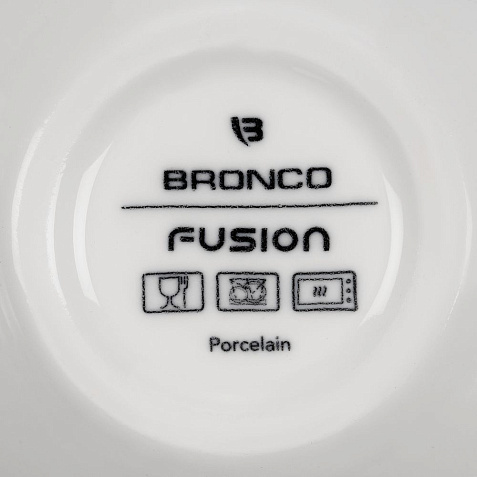 B
BRONCO
FUSION
Porcelain